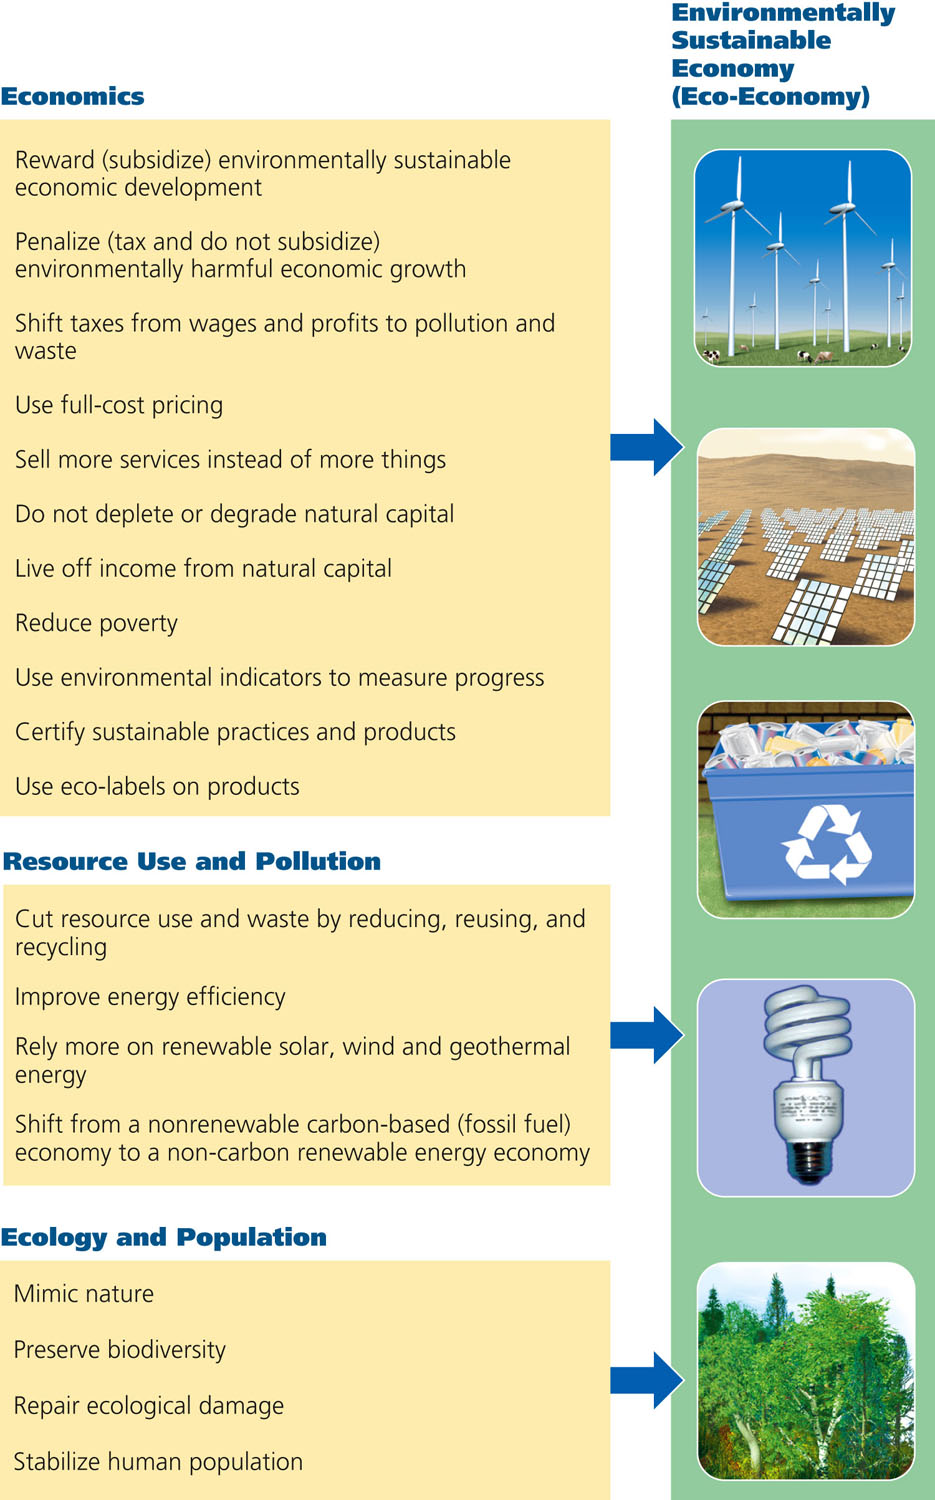 Environmentally
Sustainable
Economy
(Eco-Economy)
Economics
Reward (subsidize) environmentally sustainable
economic development
Penalize (tax and do not subsidize)
environmentally harmful economic growth
Shift taxes from wages and profits to pollution and
waste
Use full-cost pricing
Sell more services instead of more things
Do not deplete or degrade natural capital
Live off income from natural capital
Reduce poverty
Use environmental indicators to measure progress
Certify sustainable practices and products
Use eco-labels on products
Resource Use and Pollution
Cut resource use and waste by reducing, reusing, and
recycling
Improve energy efficiency
Rely more on renewable solar, wind and geothermal
energy
Shift from a nonrenewable carbon-based (fossil fuel)
economy to a non-carbon renewable energy economy
Ecology and Population
Mimic nature
Preserve biodiversity
Repair ecological damage
Stabilize human population